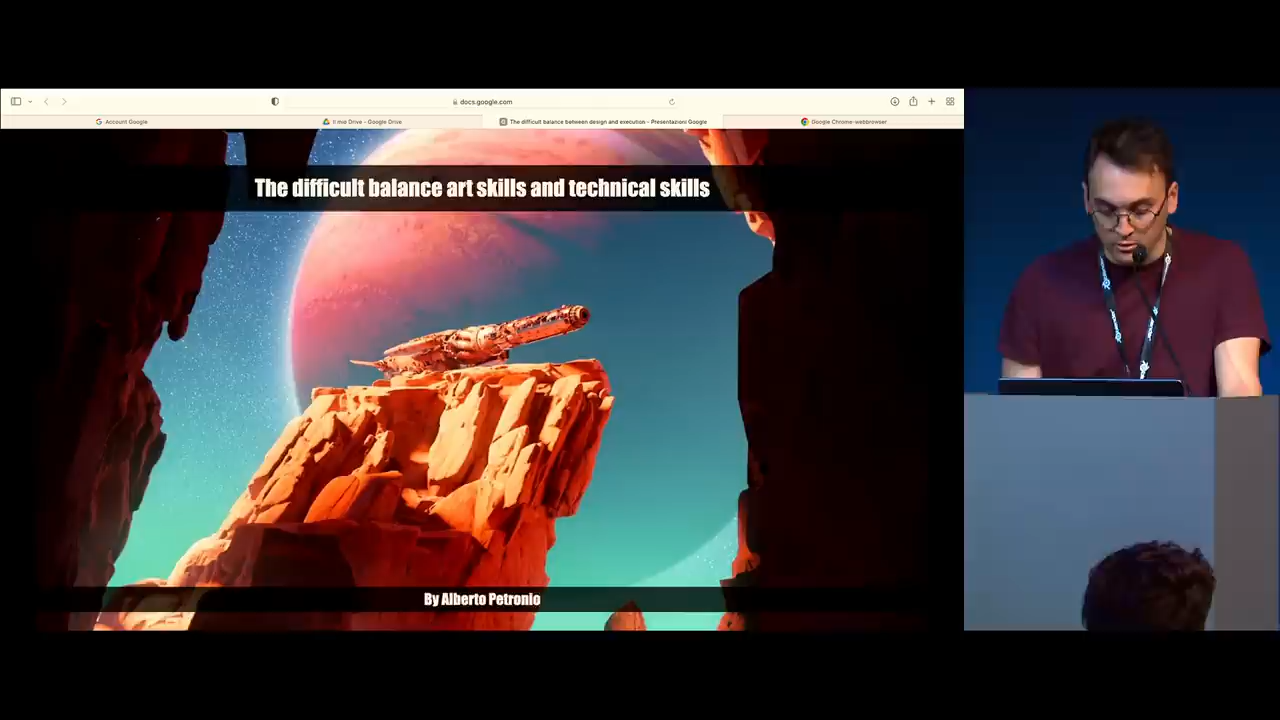 docs.google.com
Account Google
Il mio Drive - Google Drive
The difficult balance between design and execution - Presentazioni Google
Google Chrome-webbrowser
The difficult balance art skills and technical skills
By Alberto Petronio